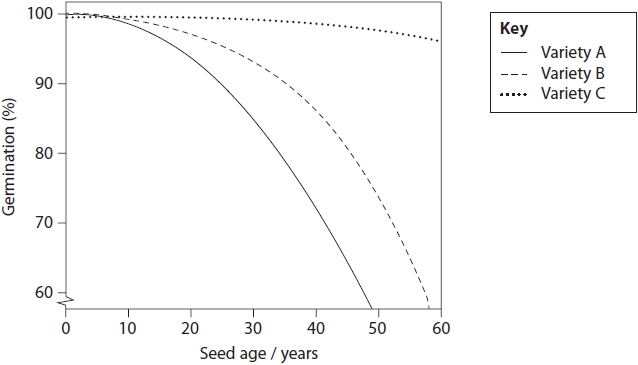 100
90
80
70
60
Germination (%)
0 10 20 30 40 50 60
Seed age / years
Key
Variety A
Variety B
Variety C